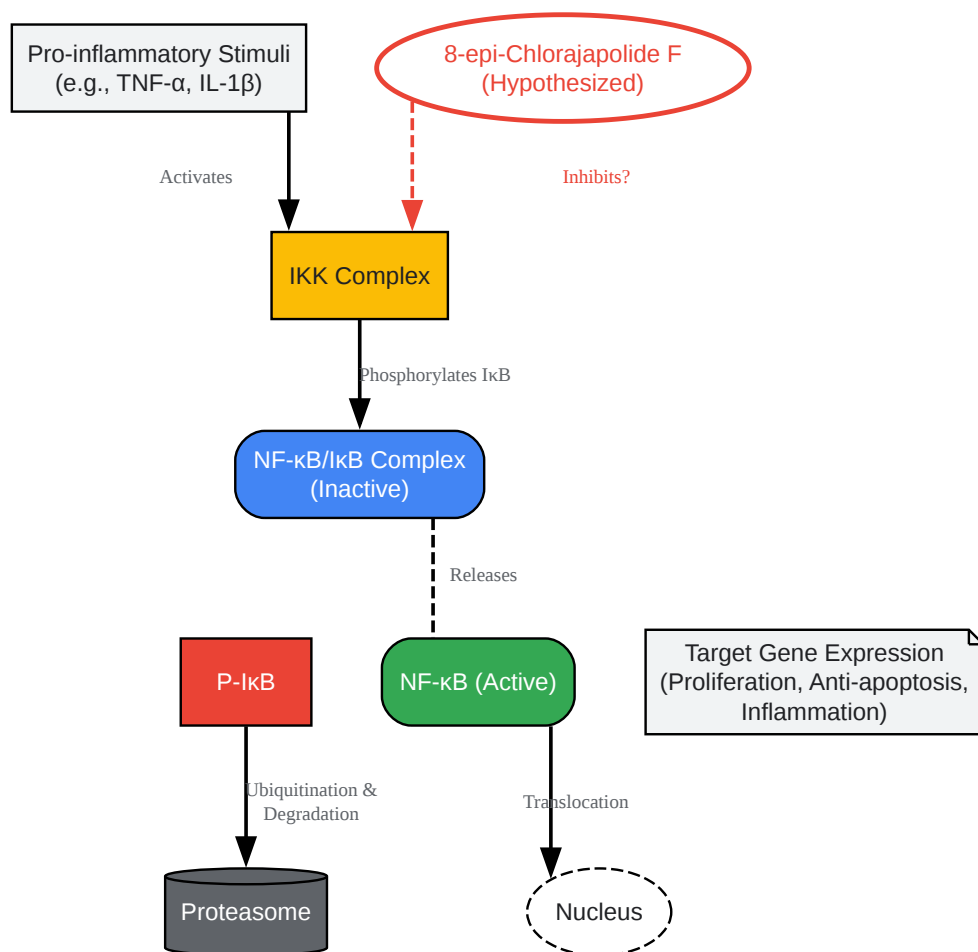 Pro-inflammatory Stimuli
(e.g., TNF-α, IL-1β)
8-epi-Chlorajapolide F
(Hypothesized)
Activates
Inhibits?
IKK Complex
Phosphorylates IκB
NF-κB/IκB Complex
(Inactive)
Releases
P-IκB
NF-κB (Active)
Target Gene Expression
(Proliferation, Anti-apoptosis,
Inflammation)
Ubiquitination &
Degradation
Translocation
Proteasome
Nucleus